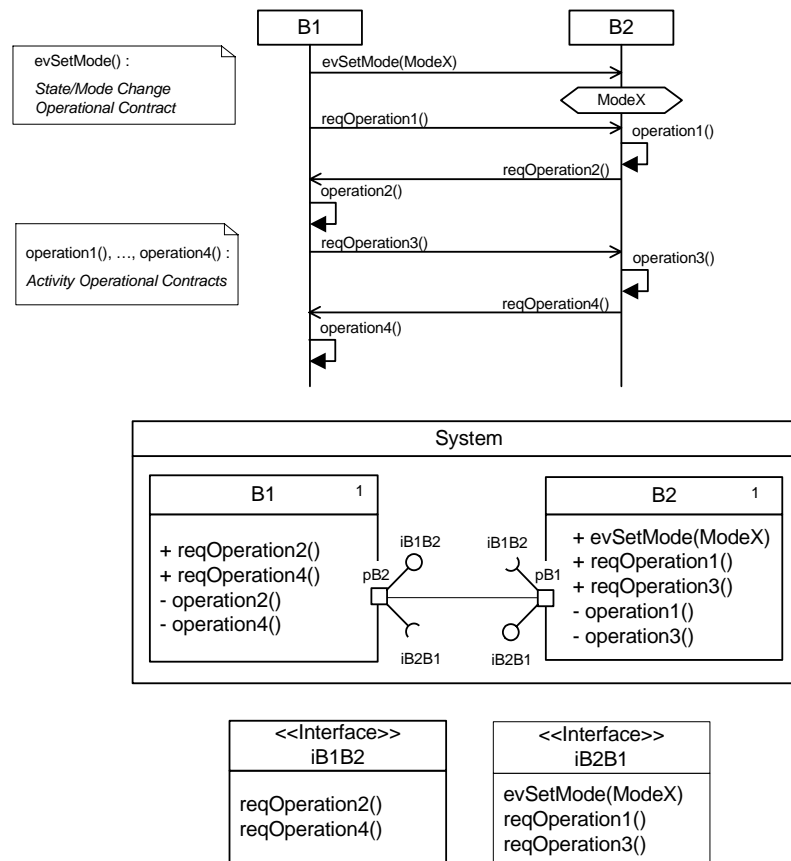 B1
B2
evSetMode() :
State/Mode Change
Operational Contract
evSetMode(ModeX)
ModeX
reqOperation1()
operation1()
reqOperation2()
operation2()
operation1(), …, operation4() :
Activity Operational Contracts
reqOperation3()
operation3()
reqOperation4()
operation4()
System
B1
1
+ reqOperation2()
+ reqOperation4()
- operation2()
- operation4()
pB2
iB1B2
iB2B1
B2
1
+ evSetMode(ModeX)
+ reqOperation1()
+ reqOperation3()
- operation1()
- operation3()
iB1B2
pB1
iB2B1
<<Interface>>
iB1B2
reqOperation2()
reqOperation4()
<<Interface>>
iB2B1
evSetMode(ModeX)
reqOperation1()
reqOperation3()